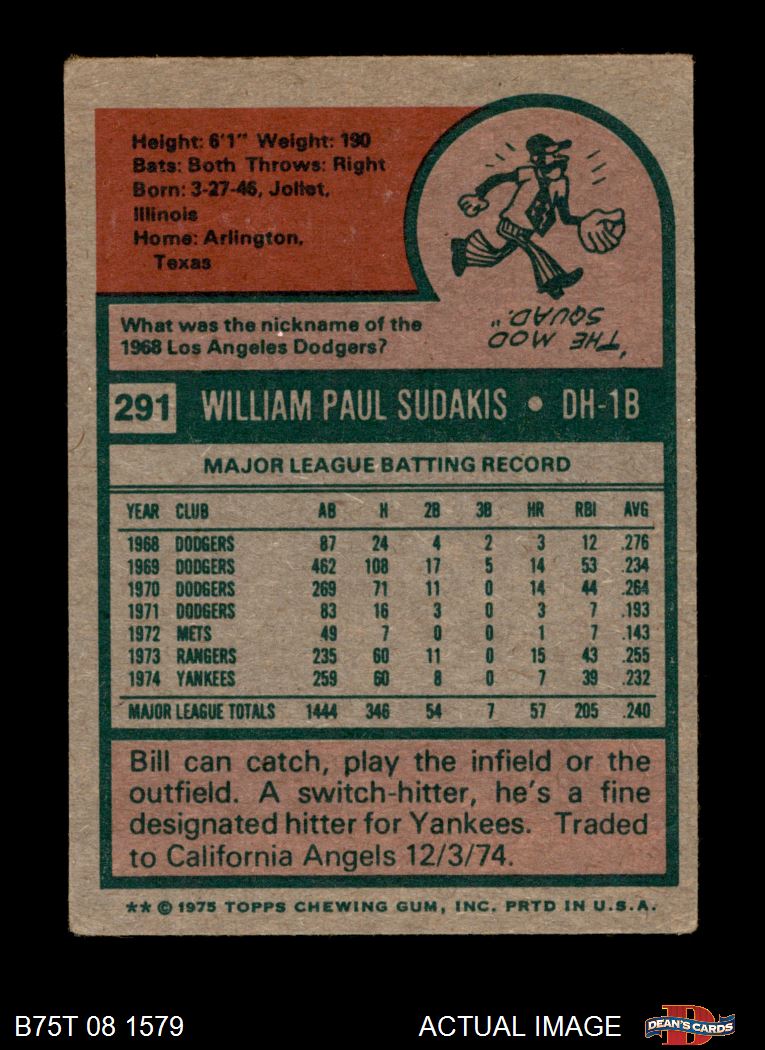 Height: 6'1" Weight: 190
Bats: Both Throws: Right
Born: 3-27-46, Joliet,
Illinois
Home: Arlington,
Texas
What was the nickname of the
1968 Los Angeles Dodgers?
"THE MOD
SQUAD."
291 WILLIAM PAUL SUDAKIS • DH-1B
MAJOR LEAGUE BATTING RECORD
YEAR CLUB AB H 2B 3B HR RBI AVG
1968 DODGERS 87 24 4 2 3 12 .276
1969 DODGERS 462 108 17 5 14 53 .234
1970 DODGERS 269 71 11 0 14 44 .264
1971 DODGERS 83 16 3 0 3 7 .193
1972 METS 49 7 0 0 1 7 .143
1973 RANGERS 235 60 11 0 15 43 .255
1974 YANKEES 259 60 8 0 7 39 .232
MAJOR LEAGUE TOTALS 1444 346 54 7 57 205 .240
Bill can catch, play the infield or the
outfield. A switch-hitter, he's a fine
designated hitter for Yankees. Traded
to California Angels 12/3/74.
** © 1975 TOPPS CHEWING GUM, INC. PRTD IN U.S.A.
B75T 08 1579 ACTUAL IMAGE D DEAN'S CARDS